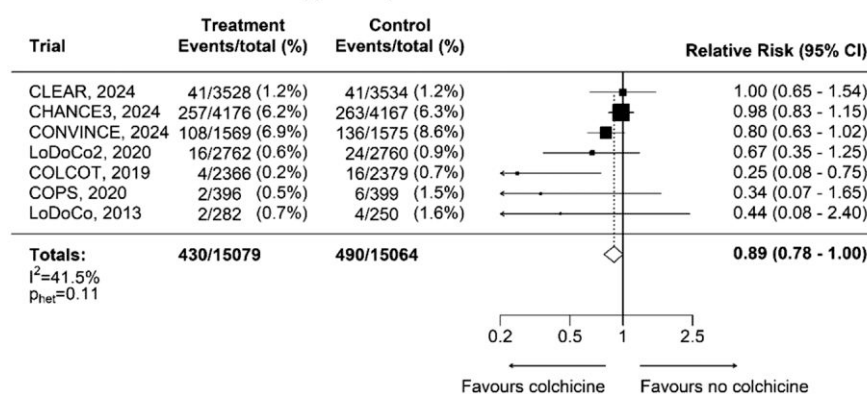 Treatment Control
Trial Events/total (%) Events/total (%) Relative Risk (95% CI)
CLEAR, 2024 41/3528 (1.2%) 41/3534 (1.2%) 1.00 (0.65 - 1.54)
CHANCE3, 2024 257/4176 (6.2%) 263/4167 (6.3%) 0.98 (0.83 - 1.15)
CONVINCE, 2024 108/1569 (6.9%) 136/1575 (8.6%) 0.80 (0.63 - 1.02)
LoDoCo2, 2020 16/2762 (0.6%) 24/2760 (0.9%) 0.67 (0.35 - 1.25)
COLCOT, 2019 4/2366 (0.2%) 16/2379 (0.7%) 0.25 (0.08 - 0.75)
COPS, 2020 2/396 (0.5%) 6/399 (1.5%) 0.34 (0.07 - 1.65)
LoDoCo, 2013 2/282 (0.7%) 4/250 (1.6%) 0.44 (0.08 - 2.40)
Totals: 430/15079 490/15064 0.89 (0.78 - 1.00)
I²=41.5%
phet=0.11
0.2 0.5 1 2.5
Favours colchicine Favours no colchicine